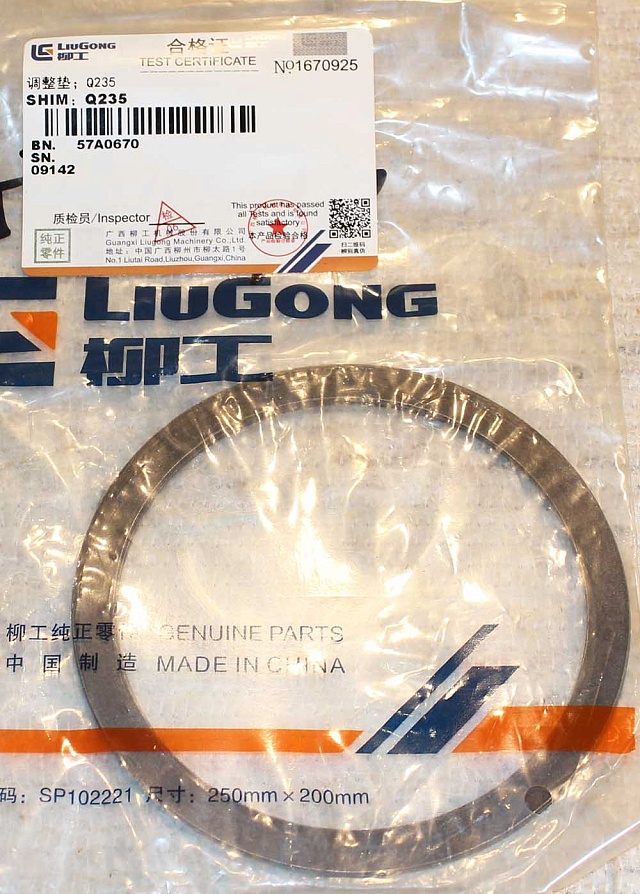 LIUGONG
柳工
合格证
TEST CERTIFICATE
№1670925
调整垫; Q235
SHIM: Q235
BN. 57A0670
SN.
09142
质检员/Inspector
检
This product has passed
all Tests and is found
satisfactory
本产品检验合格
纯正
零件
广西柳工机械股份有限公司
Guangxi Liugong Machinery Co.,Ltd.
地址: 中国广西柳州市柳太路1号
No.1 Liutai Road,Liuzhou,Guangxi,China
扫二维码
辨别真伪
LIUGONG
柳工
柳工纯正零 GENUINE PARTS
中国制造 MADE IN CHINA
码: SP102221 尺寸: 250mm×200mm